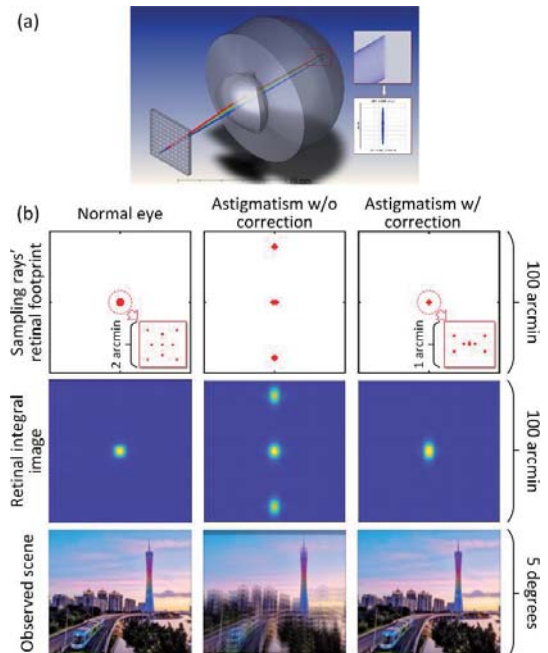 (a)
(b)
Normal eye
Astigmatism w/o
correction
Astigmatism w/
correction
Sampling rays'
retinal footprint
2 arcmin
1 arcmin
100 arcmin
Retinal integral
image
100 arcmin
Observed scene
5 degrees